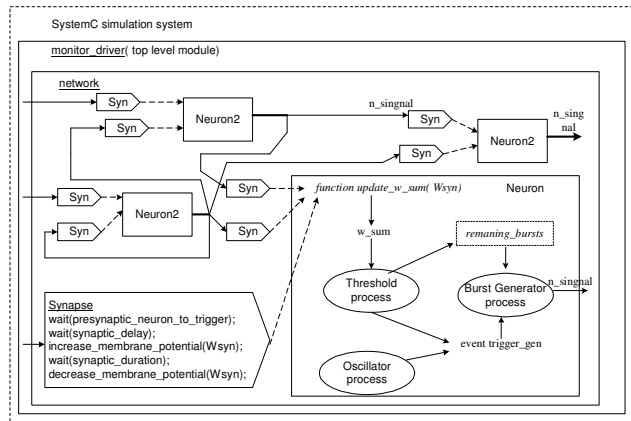 SystemC simulation system
monitor_driver( top level module)
network
Syn
Syn
Neuron2
n_singnal
Syn
Syn
Neuron2
n_sing
nal
Syn
Syn
Neuron2
Syn
Syn
function update_w_sum( Wsyn)
Neuron
w_sum
remaning_bursts
Threshold
process
Burst Generator
process
n_singnal
event trigger_gen
Oscillator
process
Synapse
wait(presynaptic_neuron_to_trigger);
wait(synaptic_delay);
increase_membrane_potential(Wsyn);
wait(synaptic_duration);
decrease_membrane_potential(Wsyn);